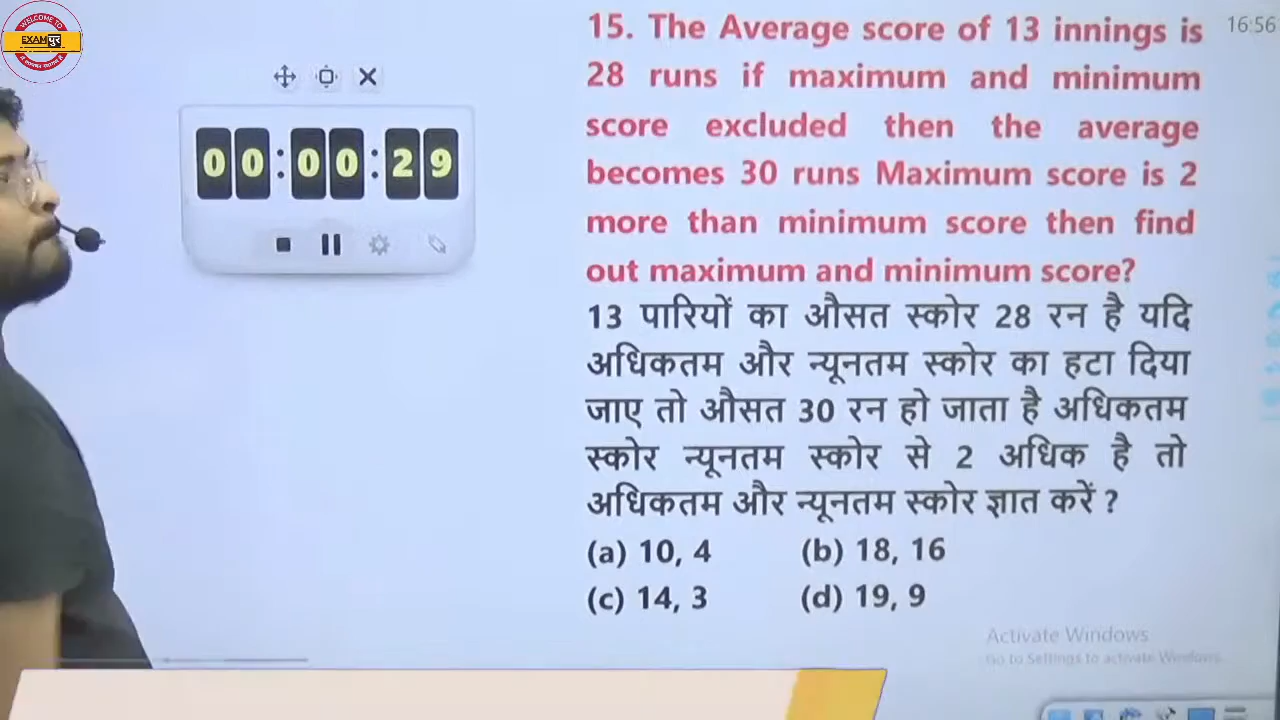 WELCOME TO
EXAMपुर
00:00:29
16:56
15. The Average score of 13 innings is
28 runs if maximum and minimum
score excluded then the average
becomes 30 runs Maximum score is 2
more than minimum score then find
out maximum and minimum score?
13 पारियों का औसत स्कोर 28 रन है यदि
अधिकतम और न्यूनतम स्कोर का हटा दिया
जाए तो औसत 30 रन हो जाता है अधिकतम
स्कोर न्यूनतम स्कोर से 2 अधिक है तो
अधिकतम और न्यूनतम स्कोर ज्ञात करें ?
(a) 10, 4 (b) 18, 16
(c) 14, 3 (d) 19, 9
Activate Windows
Go to Settings to activate Windows.